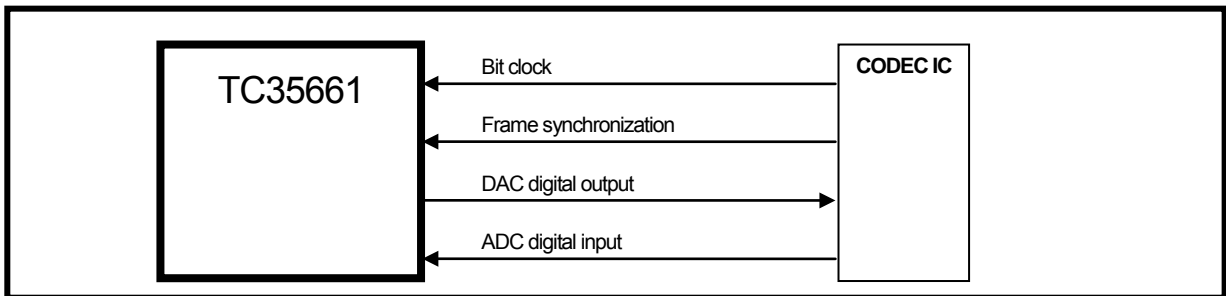 TC35661
Bit clock
CODEC IC
Frame synchronization
DAC digital output
ADC digital input